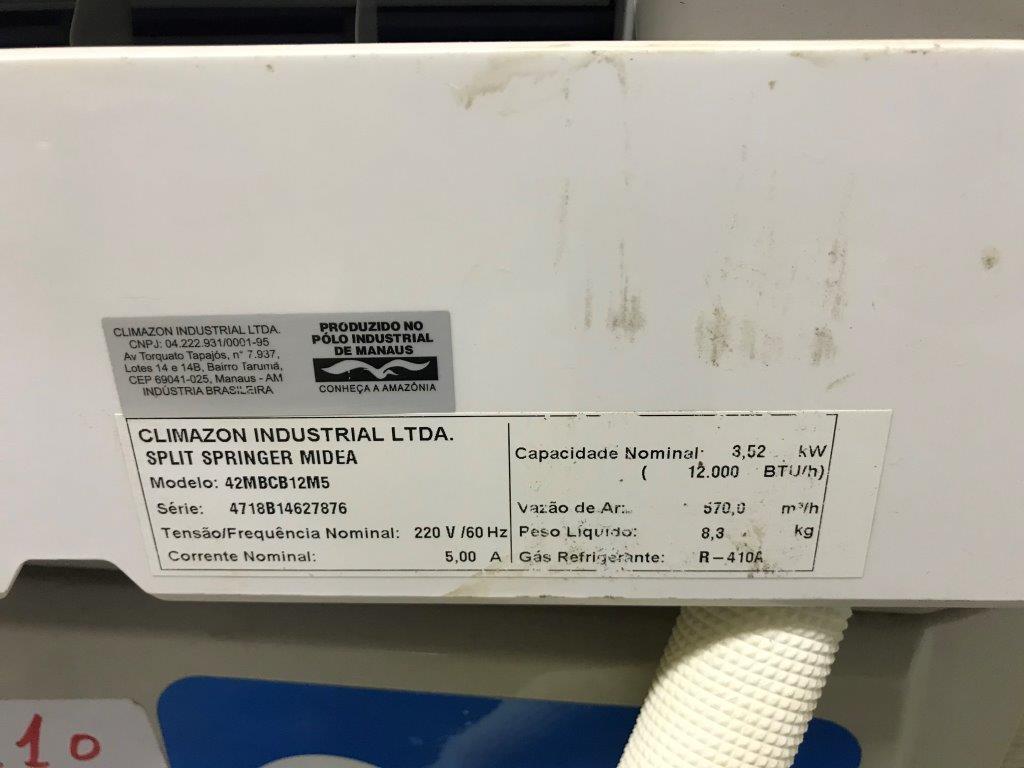 CLIMAZON INDUSTRIAL LTDA.
CNPJ: 04.222.931/0001-95
Av Torquato Tapajós, n° 7.937,
Lotes 14 e 14B, Bairro Tarumã,
CEP 69041-025, Manaus - AM
INDÚSTRIA BRASILEIRA
PRODUZIDO NO
PÓLO INDUSTRIAL
DE MANAUS
CONHEÇA A AMAZÔNIA
CLIMAZON INDUSTRIAL LTDA.
SPLIT SPRINGER MIDEA
Modelo: 42MBCB12M5
Série: 4718B14627876
Tensão/Frequência Nominal: 220 V /60 Hz
Corrente Nominal: 5,00 A
Capacidade Nominal: 3,52 kW
( 12.000 BTU/h)
Vazão de Ar: 570,0 m³/h
Peso Líquido: 8,3 kg
Gás Refrigerante: R-410A
10